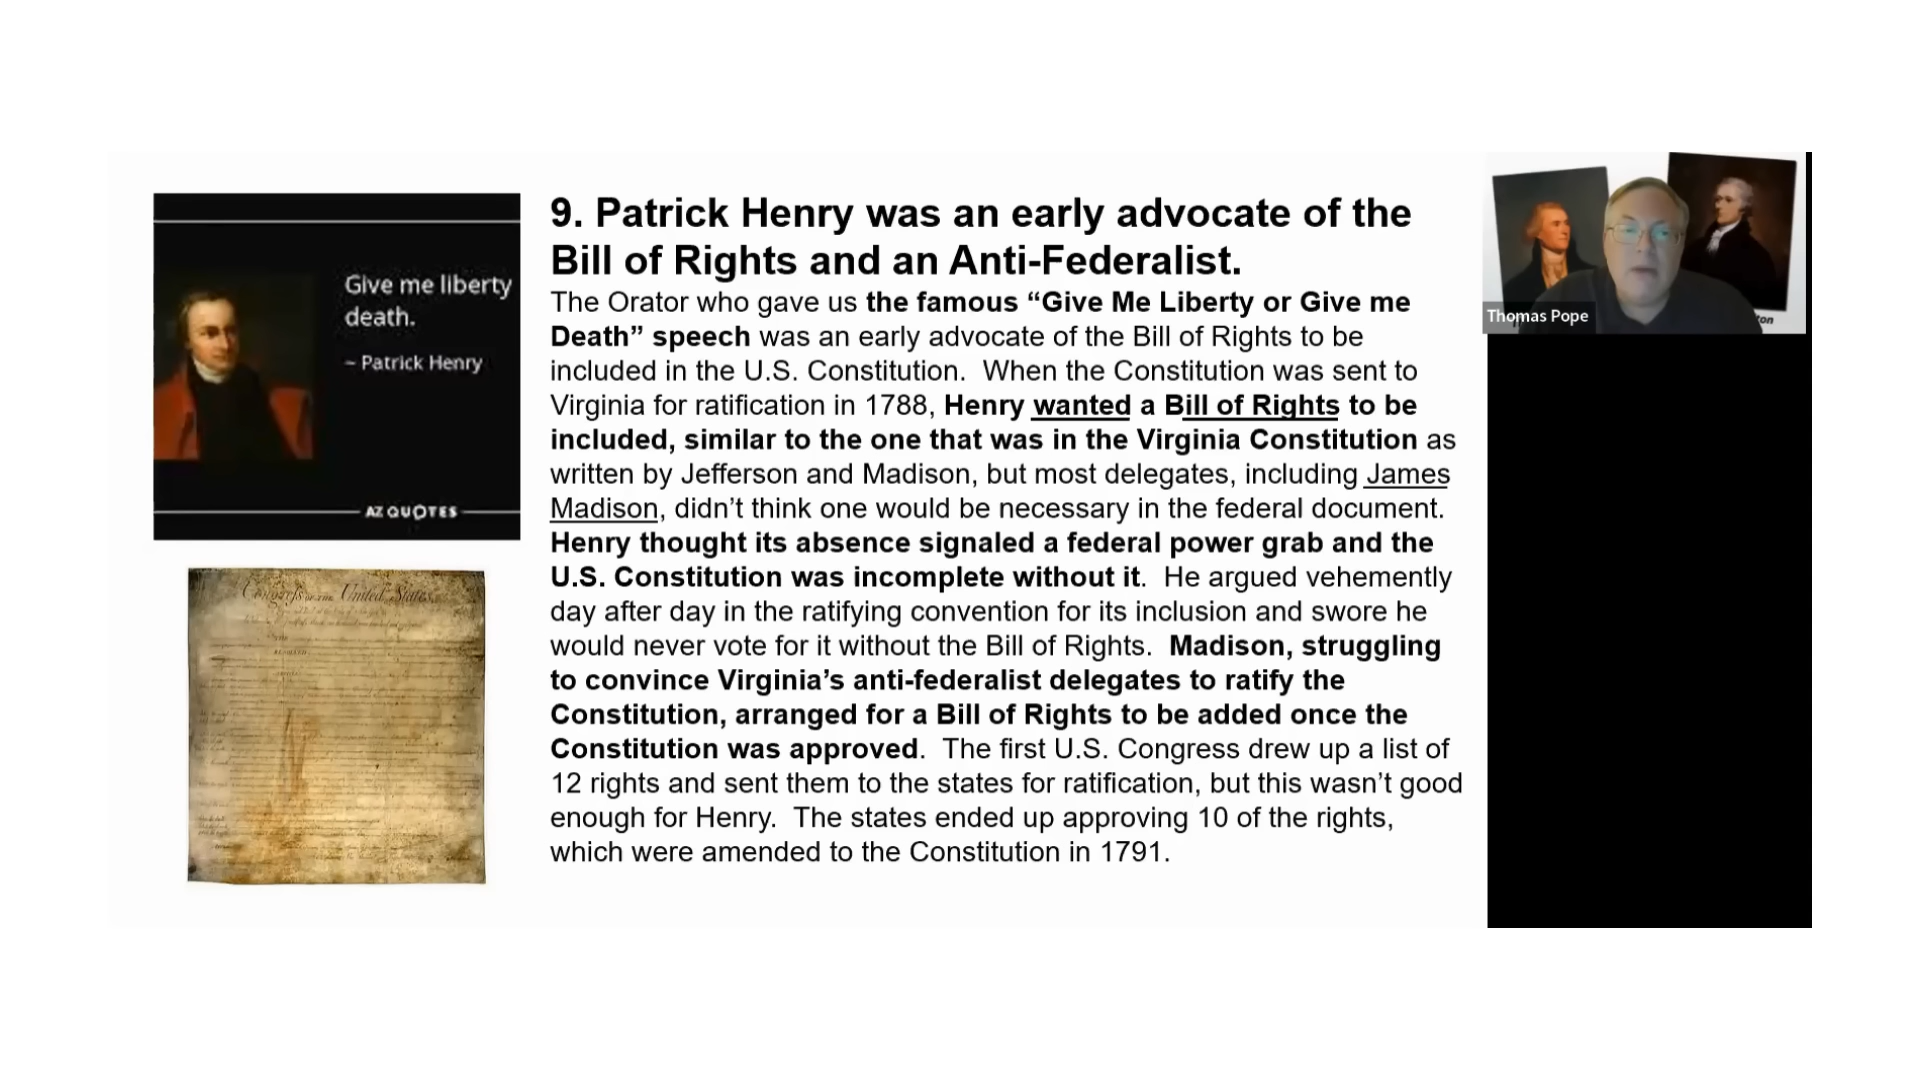 Give me liberty
death.
~ Patrick Henry
AZ QUOTES
Congress of the United States
9. Patrick Henry was an early advocate of the
Bill of Rights and an Anti-Federalist.
The Orator who gave us the famous “Give Me Liberty or Give me
Death” speech was an early advocate of the Bill of Rights to be
included in the U.S. Constitution.  When the Constitution was sent to
Virginia for ratification in 1788, Henry wanted a Bill of Rights to be
included, similar to the one that was in the Virginia Constitution as
written by Jefferson and Madison, but most delegates, including James
Madison, didn’t think one would be necessary in the federal document.
Henry thought its absence signaled a federal power grab and the
U.S. Constitution was incomplete without it.  He argued vehemently
day after day in the ratifying convention for its inclusion and swore he
would never vote for it without the Bill of Rights.  Madison, struggling
to convince Virginia’s anti-federalist delegates to ratify the
Constitution, arranged for a Bill of Rights to be added once the
Constitution was approved.  The first U.S. Congress drew up a list of
12 rights and sent them to the states for ratification, but this wasn’t good
enough for Henry.  The states ended up approving 10 of the rights,
which were amended to the Constitution in 1791.
Thomas Pope
ton